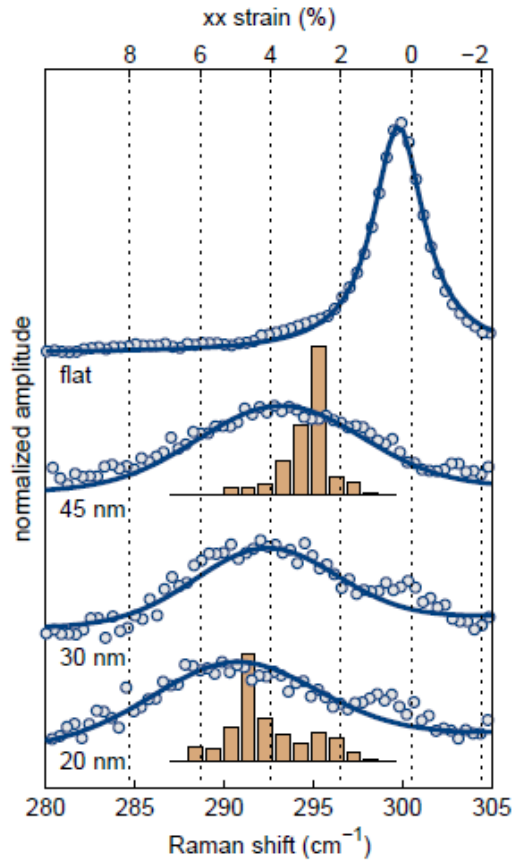 xx strain (%)
8 6 4 2 0 −2
normalized amplitude
flat
45 nm
30 nm
20 nm
280 285 290 295 300 305
Raman shift (cm⁻¹)